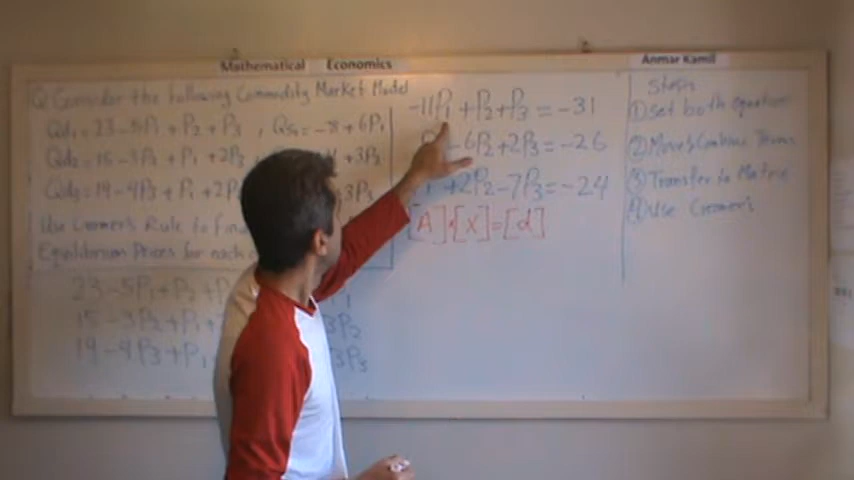 Mathematical Economics
Anmar Kamil
Q: Consider the following Commodity Market Model
Qd₁ = 23 - 5P₁ + P₂ + P₃ , Qs₁ = -8 + 6P₁
Qd₂ = 15 - 3P₂ + P₁ + 2P₃ + 3P₂
Qd₃ = 19 - 4P₃ + P₁ + 2P₂ 3P₃
Use Cramer's Rule to find
Equilibrium Prices for each
23 - 5P₁ + P₂ + P P₁
15 - 3P₂ + P₁ + 3P₂
19 - 4P₃ + P₁ 3P₃
-11P₁ + P₂ + P₃ = -31
- 6P₂ + 2P₃ = -26
+ 2P₂ - 7P₃ = -24
[A].[X] = [d]
Steps
① Set both equation
② Move & Combine Terms
③ Transfer to Matrix
④ Use Cramer's